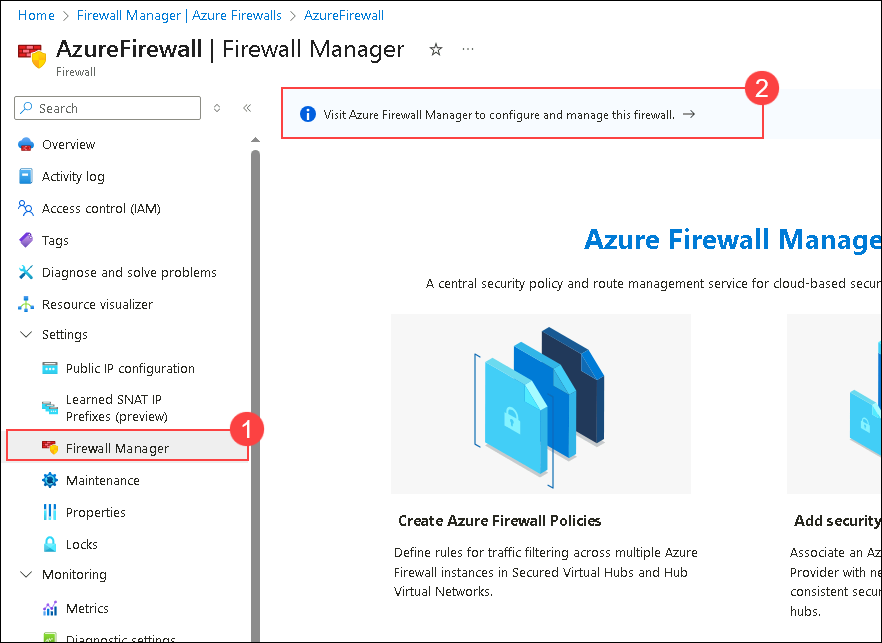 Home > Firewall Manager | Azure Firewalls > AzureFirewall
AzureFirewall | Firewall Manager
Firewall
Search
2
Visit Azure Firewall Manager to configure and manage this firewall. →
Overview
Activity log
Access control (IAM)
Tags
Diagnose and solve problems
Resource visualizer
Settings
Public IP configuration
Learned SNAT IP
Prefixes (preview)
1
Firewall Manager
Maintenance
Properties
Locks
Monitoring
Metrics
Diagnostic settings
Azure Firewall Manage
A central security policy and route management service for cloud-based secur
Create Azure Firewall Policies
Define rules for traffic filtering across multiple Azure
Firewall instances in Secured Virtual Hubs and Hub
Virtual Networks.
Add security
Associate an Az
Provider with ne
consistent secur
hubs.